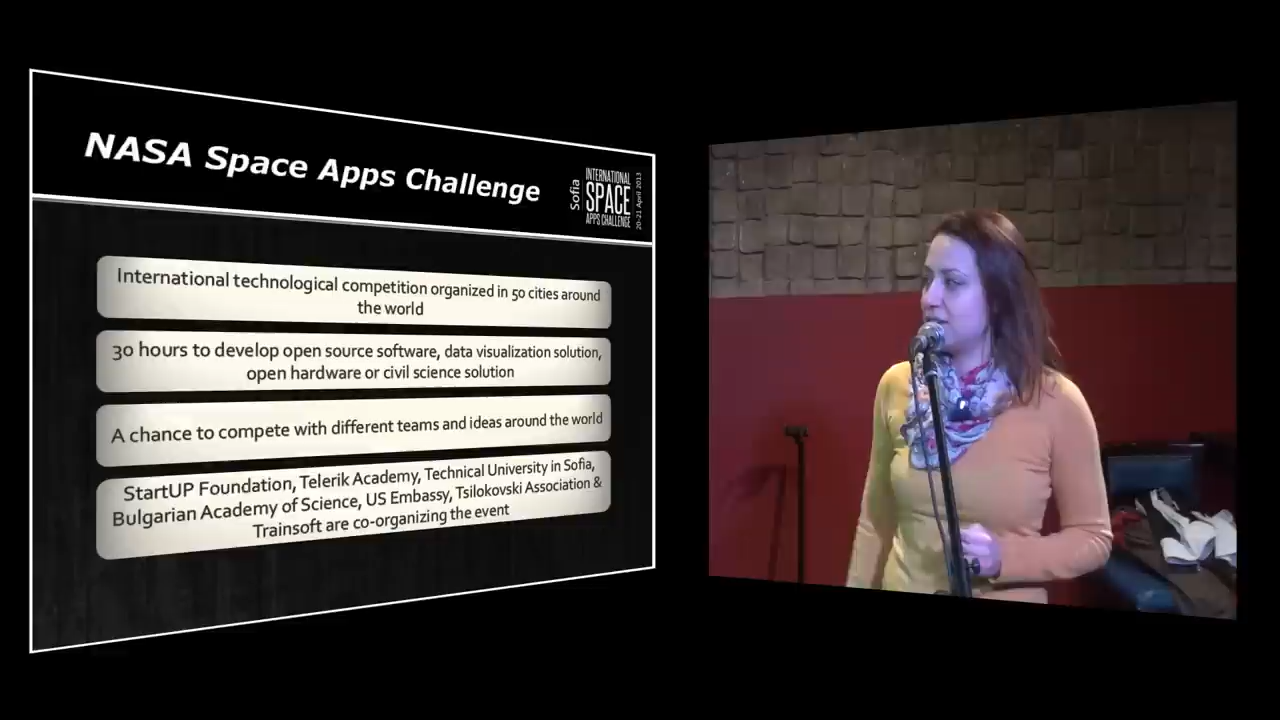 NASA Space Apps Challenge
Sofia
INTERNATIONAL
SPACE
APPS CHALLENGE
20-21 April 2013
International technological competition organized in 50 cities around
the world
30 hours to develop open source software, data visualization solution,
open hardware or civil science solution
A chance to compete with different teams and ideas around the world
StartUP Foundation, Telerik Academy, Technical University in Sofia,
Bulgarian Academy of Science, US Embassy, Tsilokovski Association &
Trainsoft are co-organizing the event